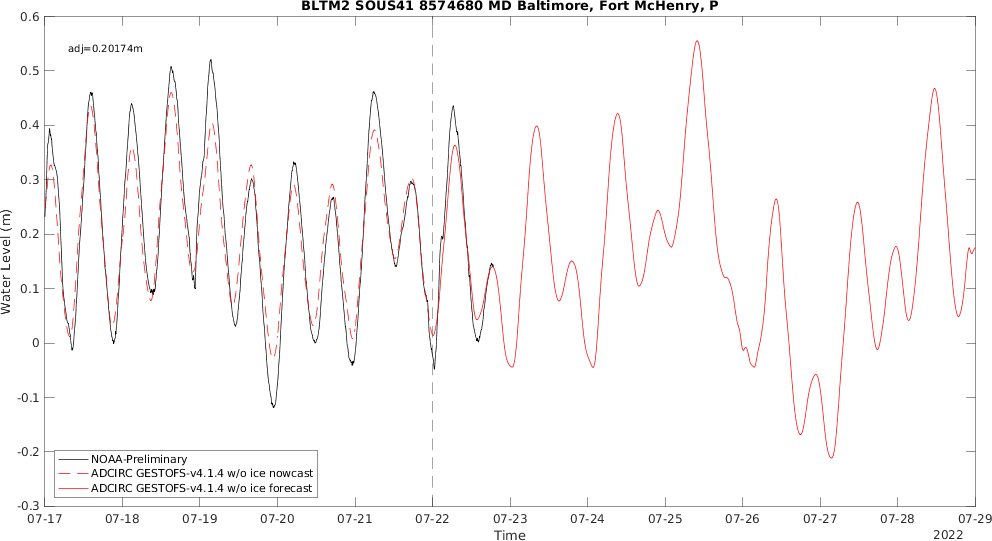 BLTM2 SOUS41 8574680 MD Baltimore, Fort McHenry, P
adj=0.20174m
Water Level (m)
0.6
0.5
0.4
0.3
0.2
0.1
0
-0.1
-0.2
-0.3
NOAA-Preliminary
ADCIRC GESTOFS-v4.1.4 w/o ice nowcast
ADCIRC GESTOFS-v4.1.4 w/o ice forecast
07-17 07-18 07-19 07-20 07-21 07-22 07-23 07-24 07-25 07-26 07-27 07-28 07-29
Time
2022